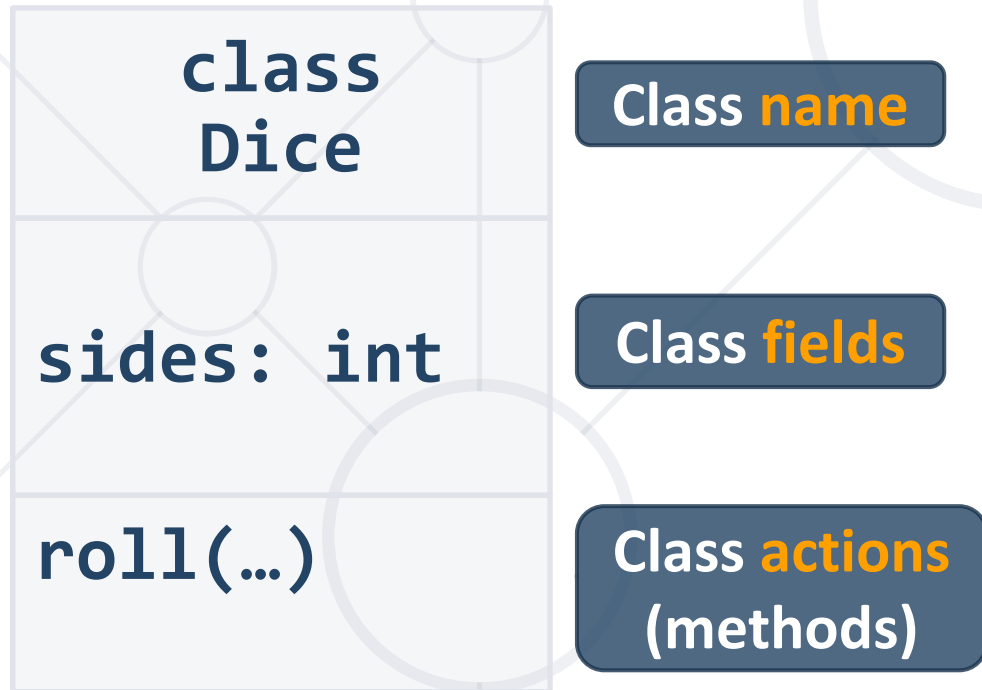 class
Dice
Class name
sides: int
Class fields
roll(…)
Class actions
(methods)